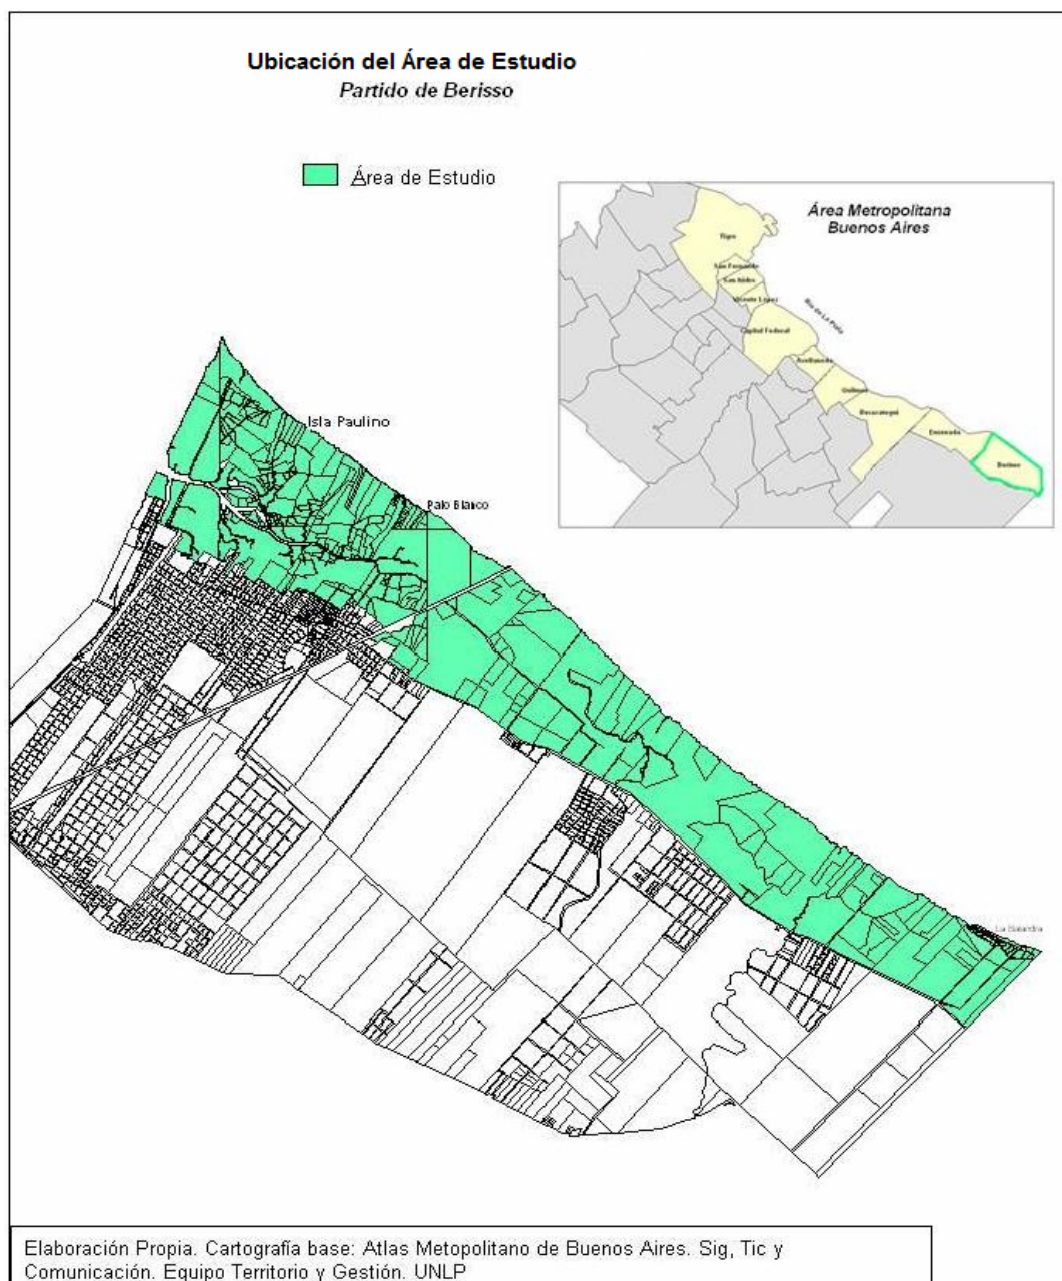 Ubicación del Área de Estudio
Partido de Berisso
Área de Estudio
Área Metropolitana
Buenos Aires
Tigre
San Fernando
San Isidro
Vicente López
Río de La Plata
Capital Federal
Avellaneda
Quilmes
Berazategui
Ensenada
Berisso
Isla Paulino
Palo Blanco
La Balandra
Elaboración Propia. Cartografía base: Atlas Metopolitano de Buenos Aires. Sig, Tic y
Comunicación. Equipo Territorio y Gestión. UNLP